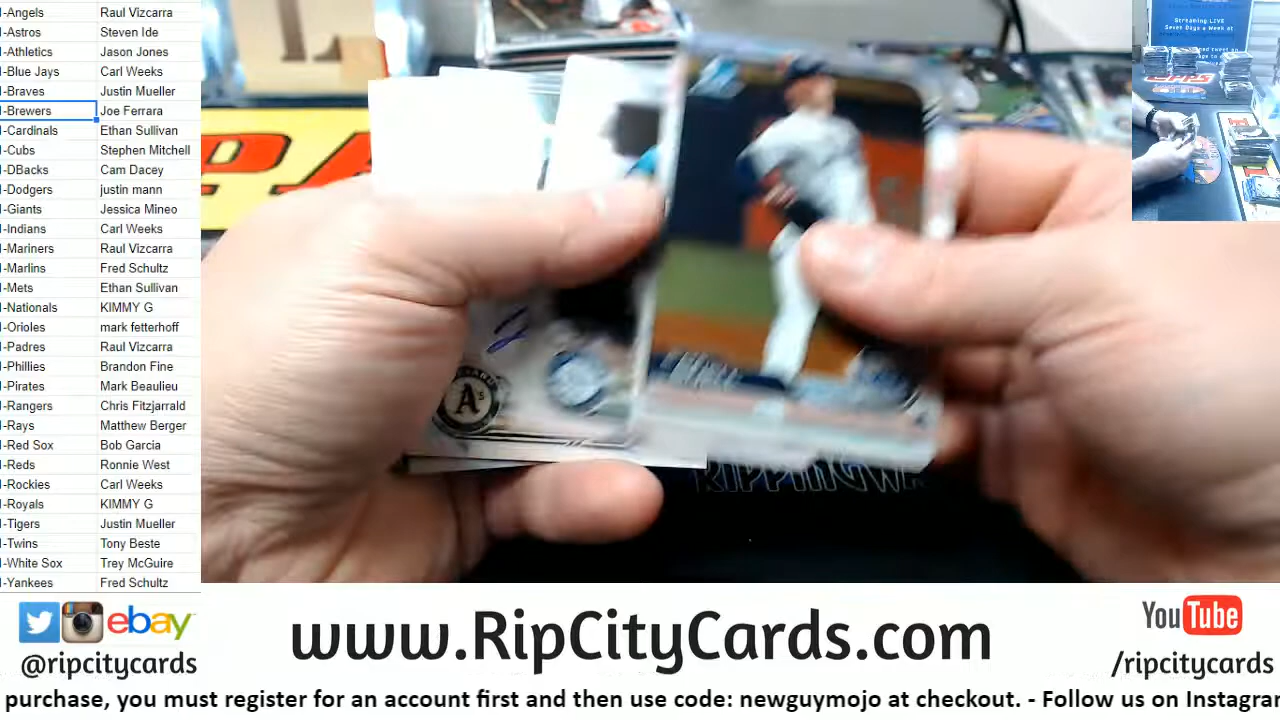 -Angels Raul Vizcarra
-Astros Steven Ide
-Athletics Jason Jones
-Blue Jays Carl Weeks
-Braves Justin Mueller
-Brewers Joe Ferrara
-Cardinals Ethan Sullivan
-Cubs Stephen Mitchell
-DBacks Cam Dacey
-Dodgers justin mann
-Giants Jessica Mineo
-Indians Carl Weeks
-Mariners Raul Vizcarra
-Marlins Fred Schultz
-Mets Ethan Sullivan
-Nationals KIMMY G
-Orioles mark fetterhoff
-Padres Raul Vizcarra
-Phillies Brandon Fine
-Pirates Mark Beaulieu
-Rangers Chris Fitzjarrald
-Rays Matthew Berger
-Red Sox Bob Garcia
-Reds Ronnie West
-Rockies Carl Weeks
-Royals KIMMY G
-Tigers Justin Mueller
-Twins Tony Beste
-White Sox Trey McGuire
-Yankees Fred Schultz
Streaming LIVE
Seven Days a Week at
A's
ebay
@ripcitycards
www.RipCityCards.com
YouTube
/ripcitycards
purchase, you must register for an account first and then use code: newguymojo at checkout. - Follow us on Instagra